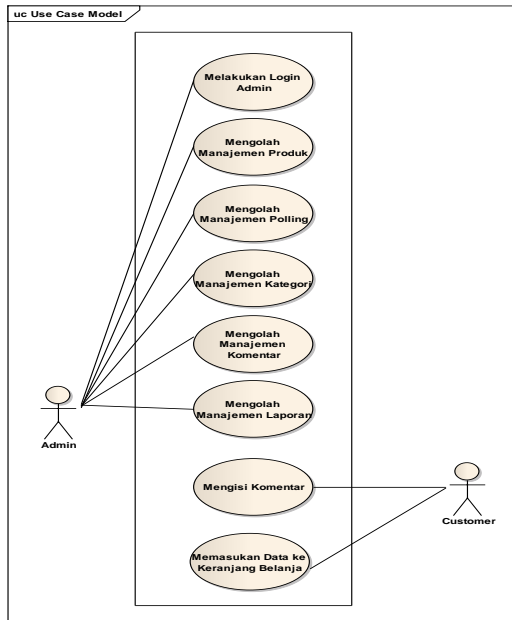 uc Use Case Model
Melakukan Login
Admin
Mengolah
Manajemen Produk
Mengolah
Manajemen Polling
Mengolah
Manajemen Kategori
Mengolah
Manajemen
Komentar
Mengolah
Manajemen Laporan
Admin
Mengisi Komentar
Customer
Memasukan Data ke
Keranjang Belanja